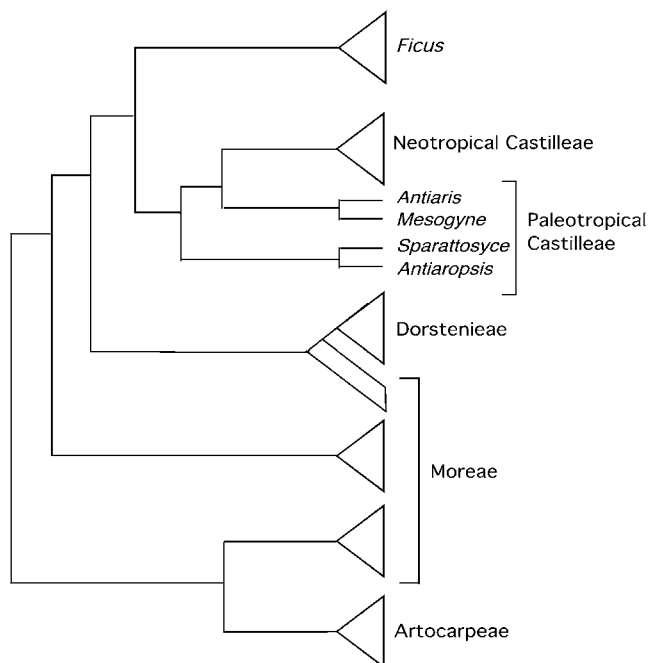 Ficus
Neotropical Castilleae
Antiaris
Mesogyne
Sparattosyce
Antiaropsis
Paleotropical
Castilleae
Dorstenieae
Moreae
Artocarpeae